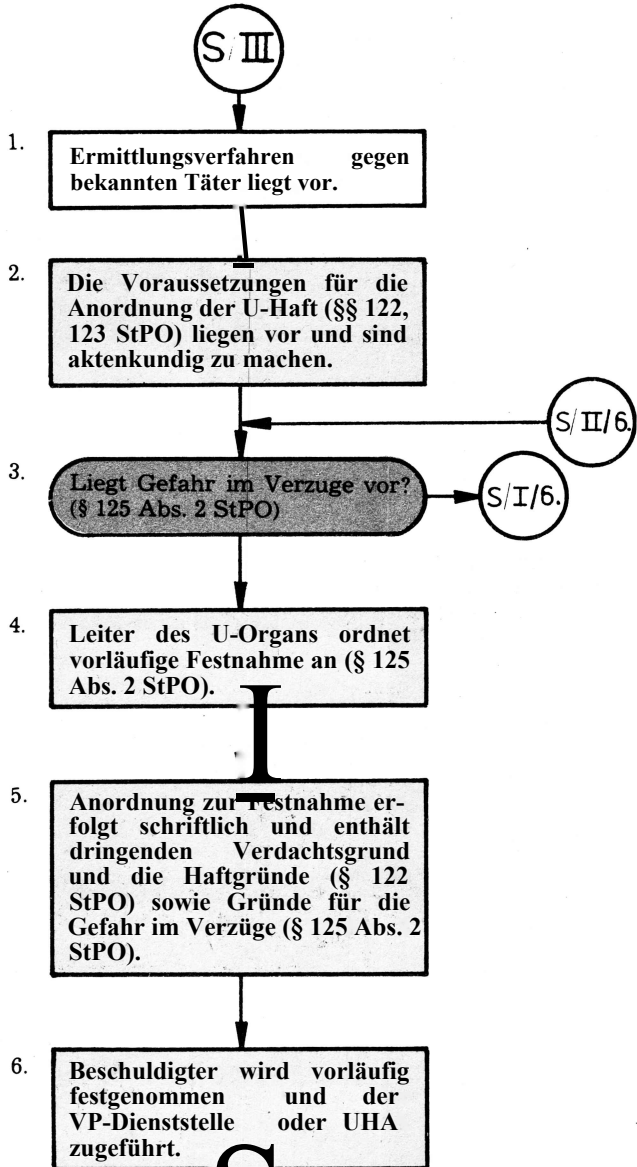 S/III
1.
Ermittlungsverfahren gegen
bekannten Täter liegt vor.
2.
Die Voraussetzungen für die
Anordnung der U-Haft (§§ 122,
123 StPO) liegen vor und sind
aktenkundig zu machen.
S/II/6.
3.
Liegt Gefahr im Verzuge vor?
(§ 125 Abs. 2 StPO)
S/I/6.
4.
Leiter des U-Organs ordnet
vorläufige Festnahme an (§ 125
Abs. 2 StPO).
I
5.
Anordnung zur Festnahme er-
folgt schriftlich und enthält
dringenden Verdachtsgrund
und die Haftgründe (§ 122
StPO) sowie Gründe für die
Gefahr im Verzüge (§ 125 Abs. 2
StPO).
6.
Beschuldigter wird vorläufig
festgenommen und der
VP-Dienststelle oder UHA
zugeführt.